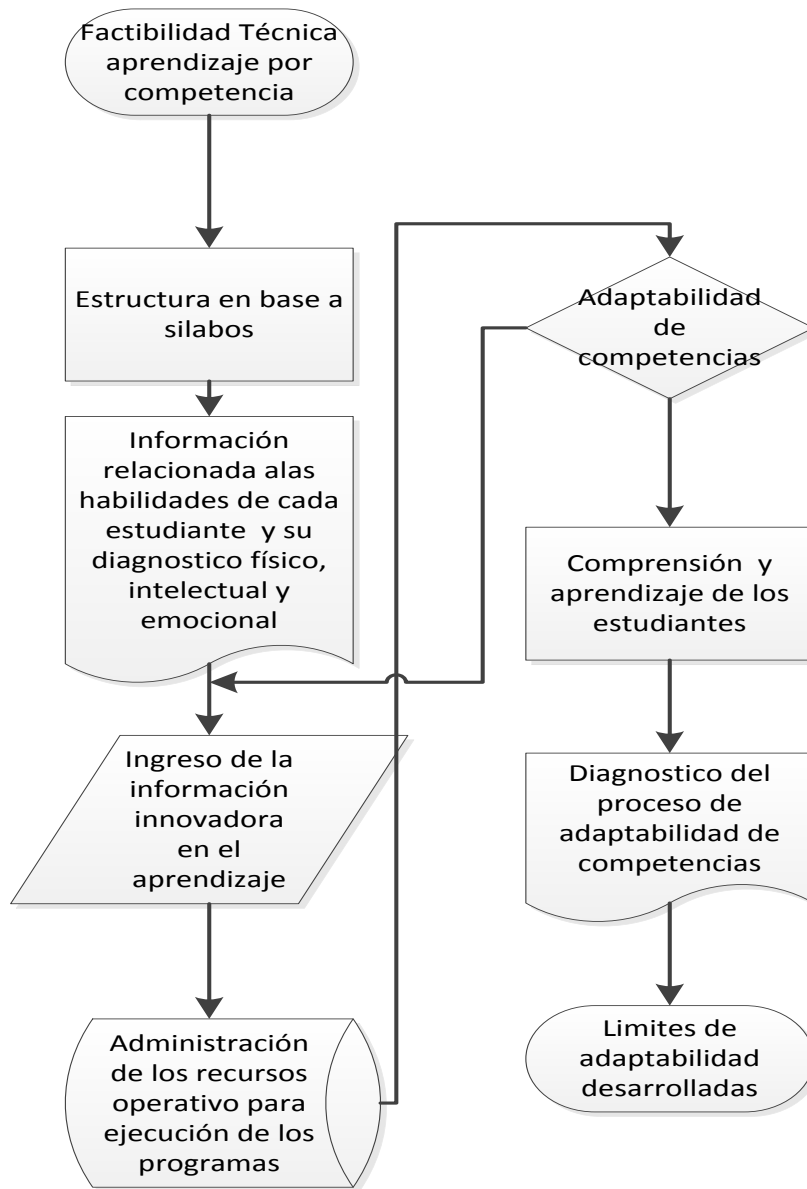 Factibilidad Técnica
aprendizaje por
competencia
Estructura en base a
silabos
Información
relacionada alas
habilidades de cada
estudiante y su
diagnostico físico,
intelectual y
emocional
Ingreso de la
información
innovadora
en el
aprendizaje
Administración
de los recursos
operativo para
ejecución de los
programas
Adaptabilidad
de
competencias
Comprensión y
aprendizaje de los
estudiantes
Diagnostico del
proceso de
adaptabilidad de
competencias
Limites de
adaptabilidad
desarrolladas